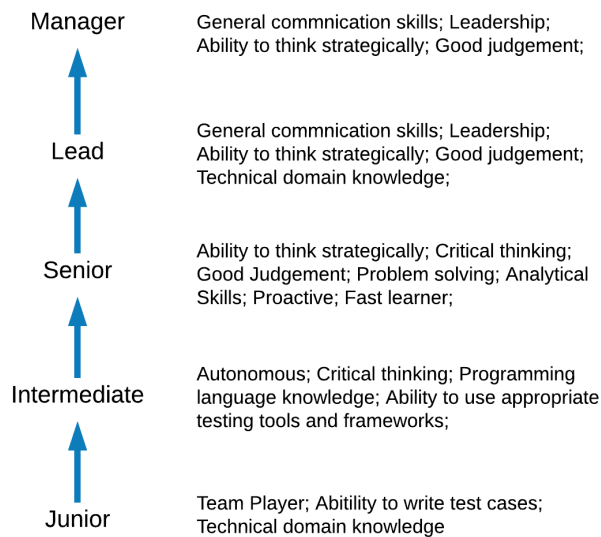 Manager
General commnication skills; Leadership;
Ability to think strategically; Good judgement;
Lead
General commnication skills; Leadership;
Ability to think strategically; Good judgement;
Technical domain knowledge;
Senior
Ability to think strategically; Critical thinking;
Good Judgement; Problem solving; Analytical
Skills; Proactive; Fast learner;
Intermediate
Autonomous; Critical thinking; Programming
language knowledge; Ability to use appropriate
testing tools and frameworks;
Junior
Team Player; Abitility to write test cases;
Technical domain knowledge